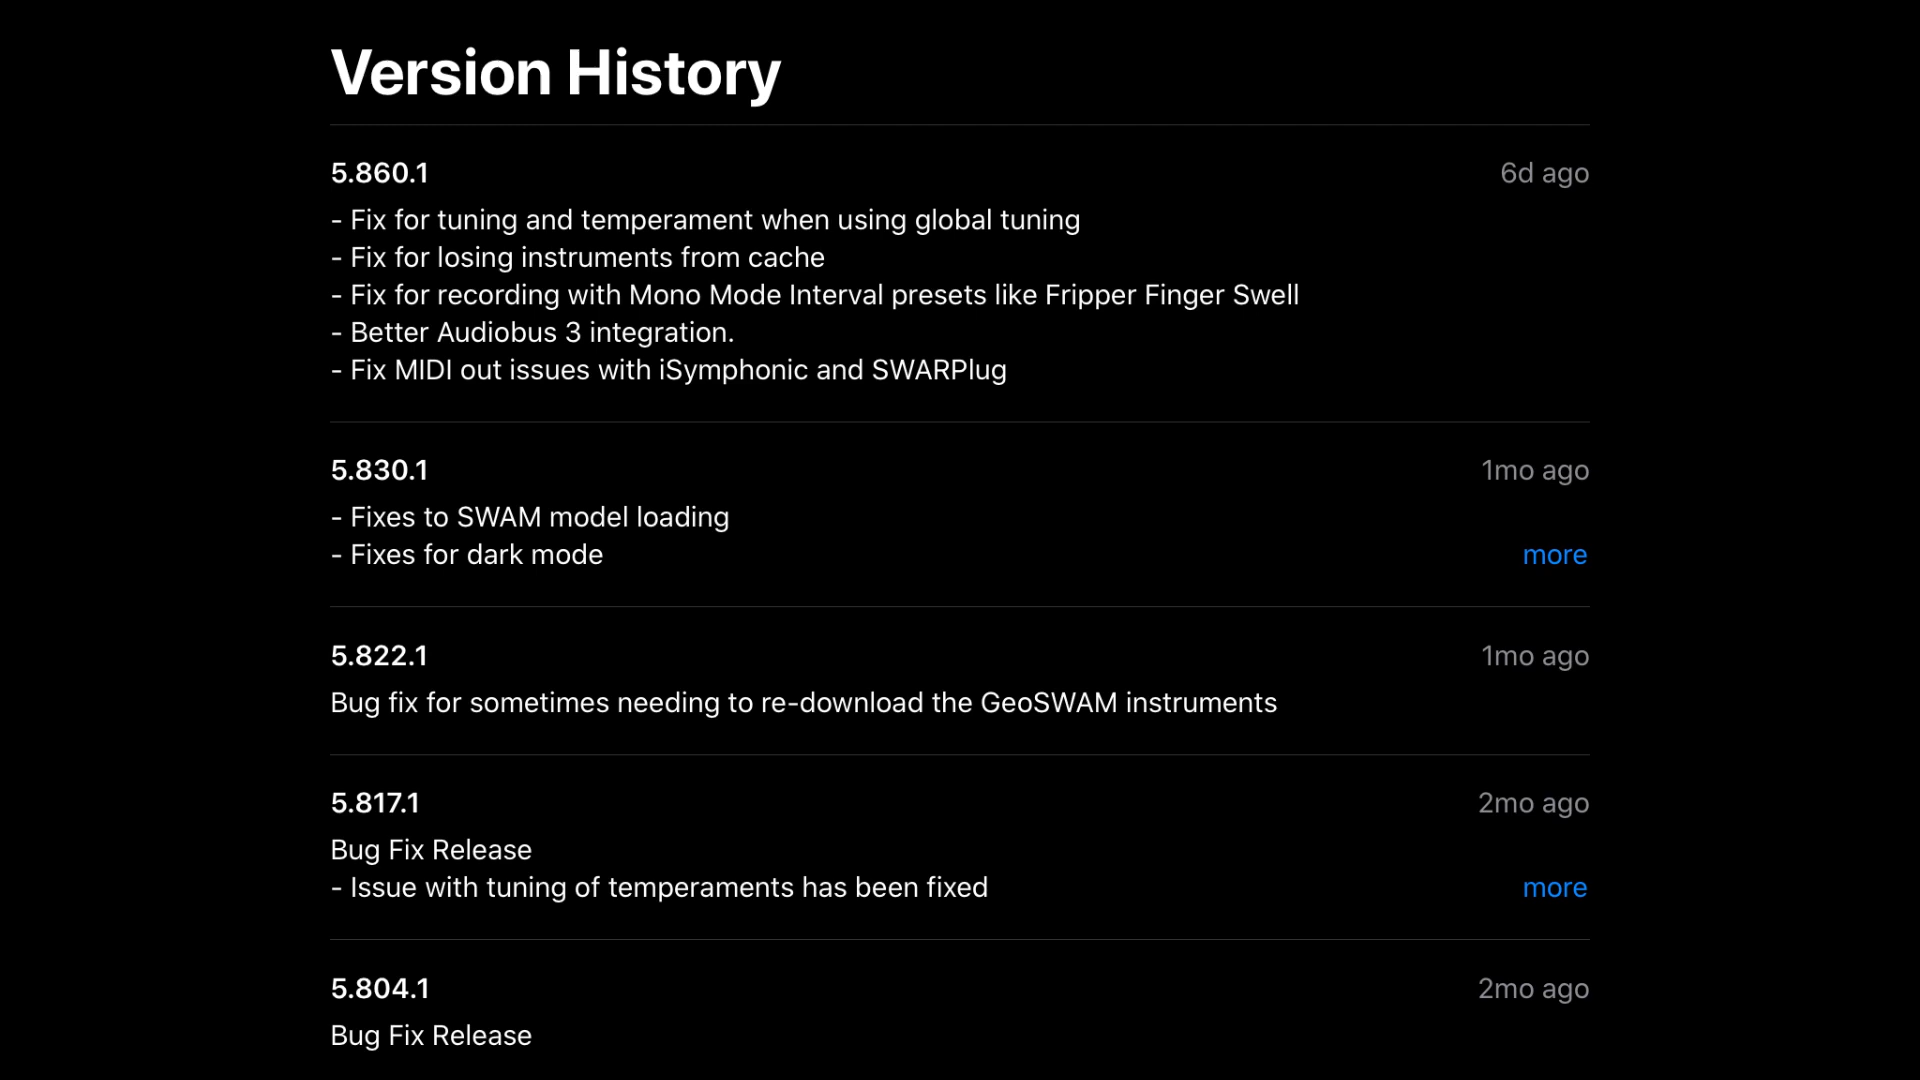 Version History
5.860.1
6d ago
- Fix for tuning and temperament when using global tuning
- Fix for losing instruments from cache
- Fix for recording with Mono Mode Interval presets like Fripper Finger Swell
- Better Audiobus 3 integration.
- Fix MIDI out issues with iSymphonic and SWARPlug
5.830.1
1mo ago
- Fixes to SWAM model loading
- Fixes for dark mode
more
5.822.1
1mo ago
Bug fix for sometimes needing to re-download the GeoSWAM instruments
5.817.1
2mo ago
Bug Fix Release
- Issue with tuning of temperaments has been fixed
more
5.804.1
2mo ago
Bug Fix Release